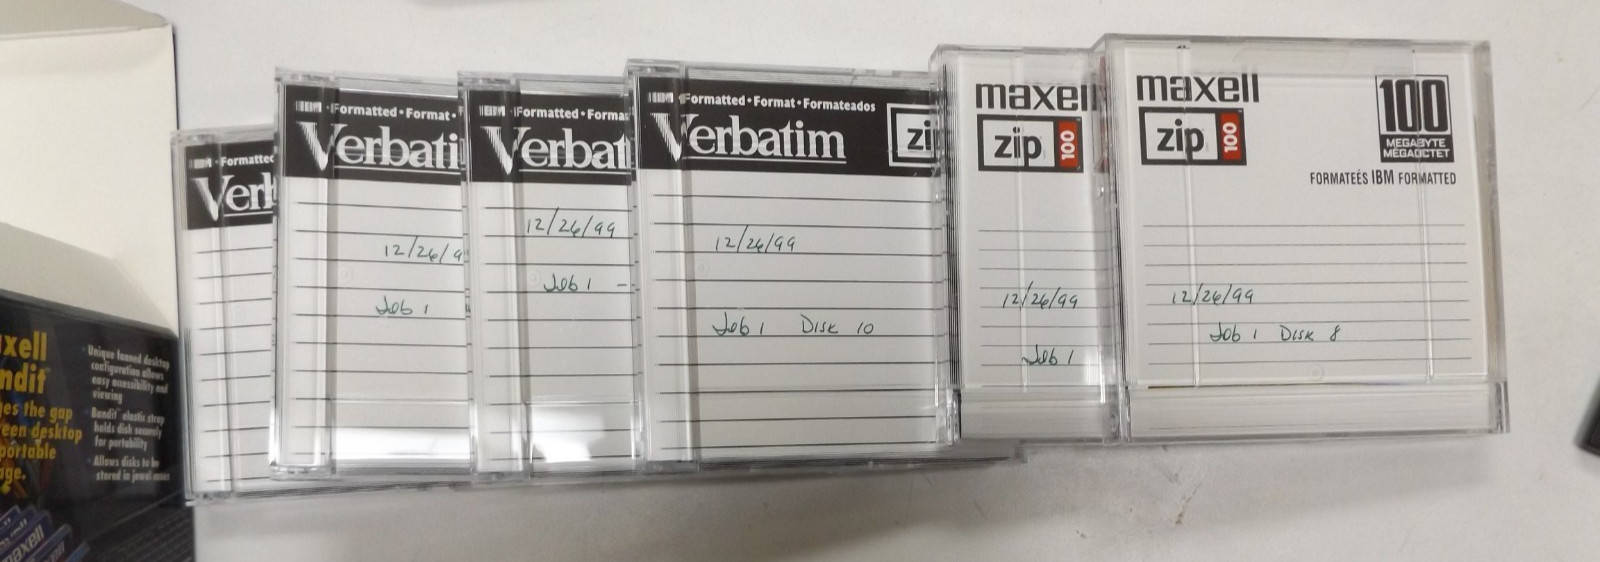 IBM • Formatted
Verb
IBM • Formatted • Format •
Verbati
12/26/9
Job 1
IBM • Formatted • Forma
Verbat
12/26/99
Job 1 -
IBM • Formatted • Format • Formateados
Verbatim
zi
12/26/99
Job 1 Disk 10
maxell
zip 100
12/26/99
Job 1
maxell
zip 100
100
MEGABYTE
MÉGAOCTET
FORMATEÉS IBM FORMATTED
12/26/99
Job 1 Disk 8
xell
ndit
es the gap
een desktop
portable
ge.
Unique fanned desktop
configuration allows
easy accessibility and
viewing
Bandit™ elastic strap
holds disk securely
for portability
Allows disks to be
stored in jewel cases
maxell